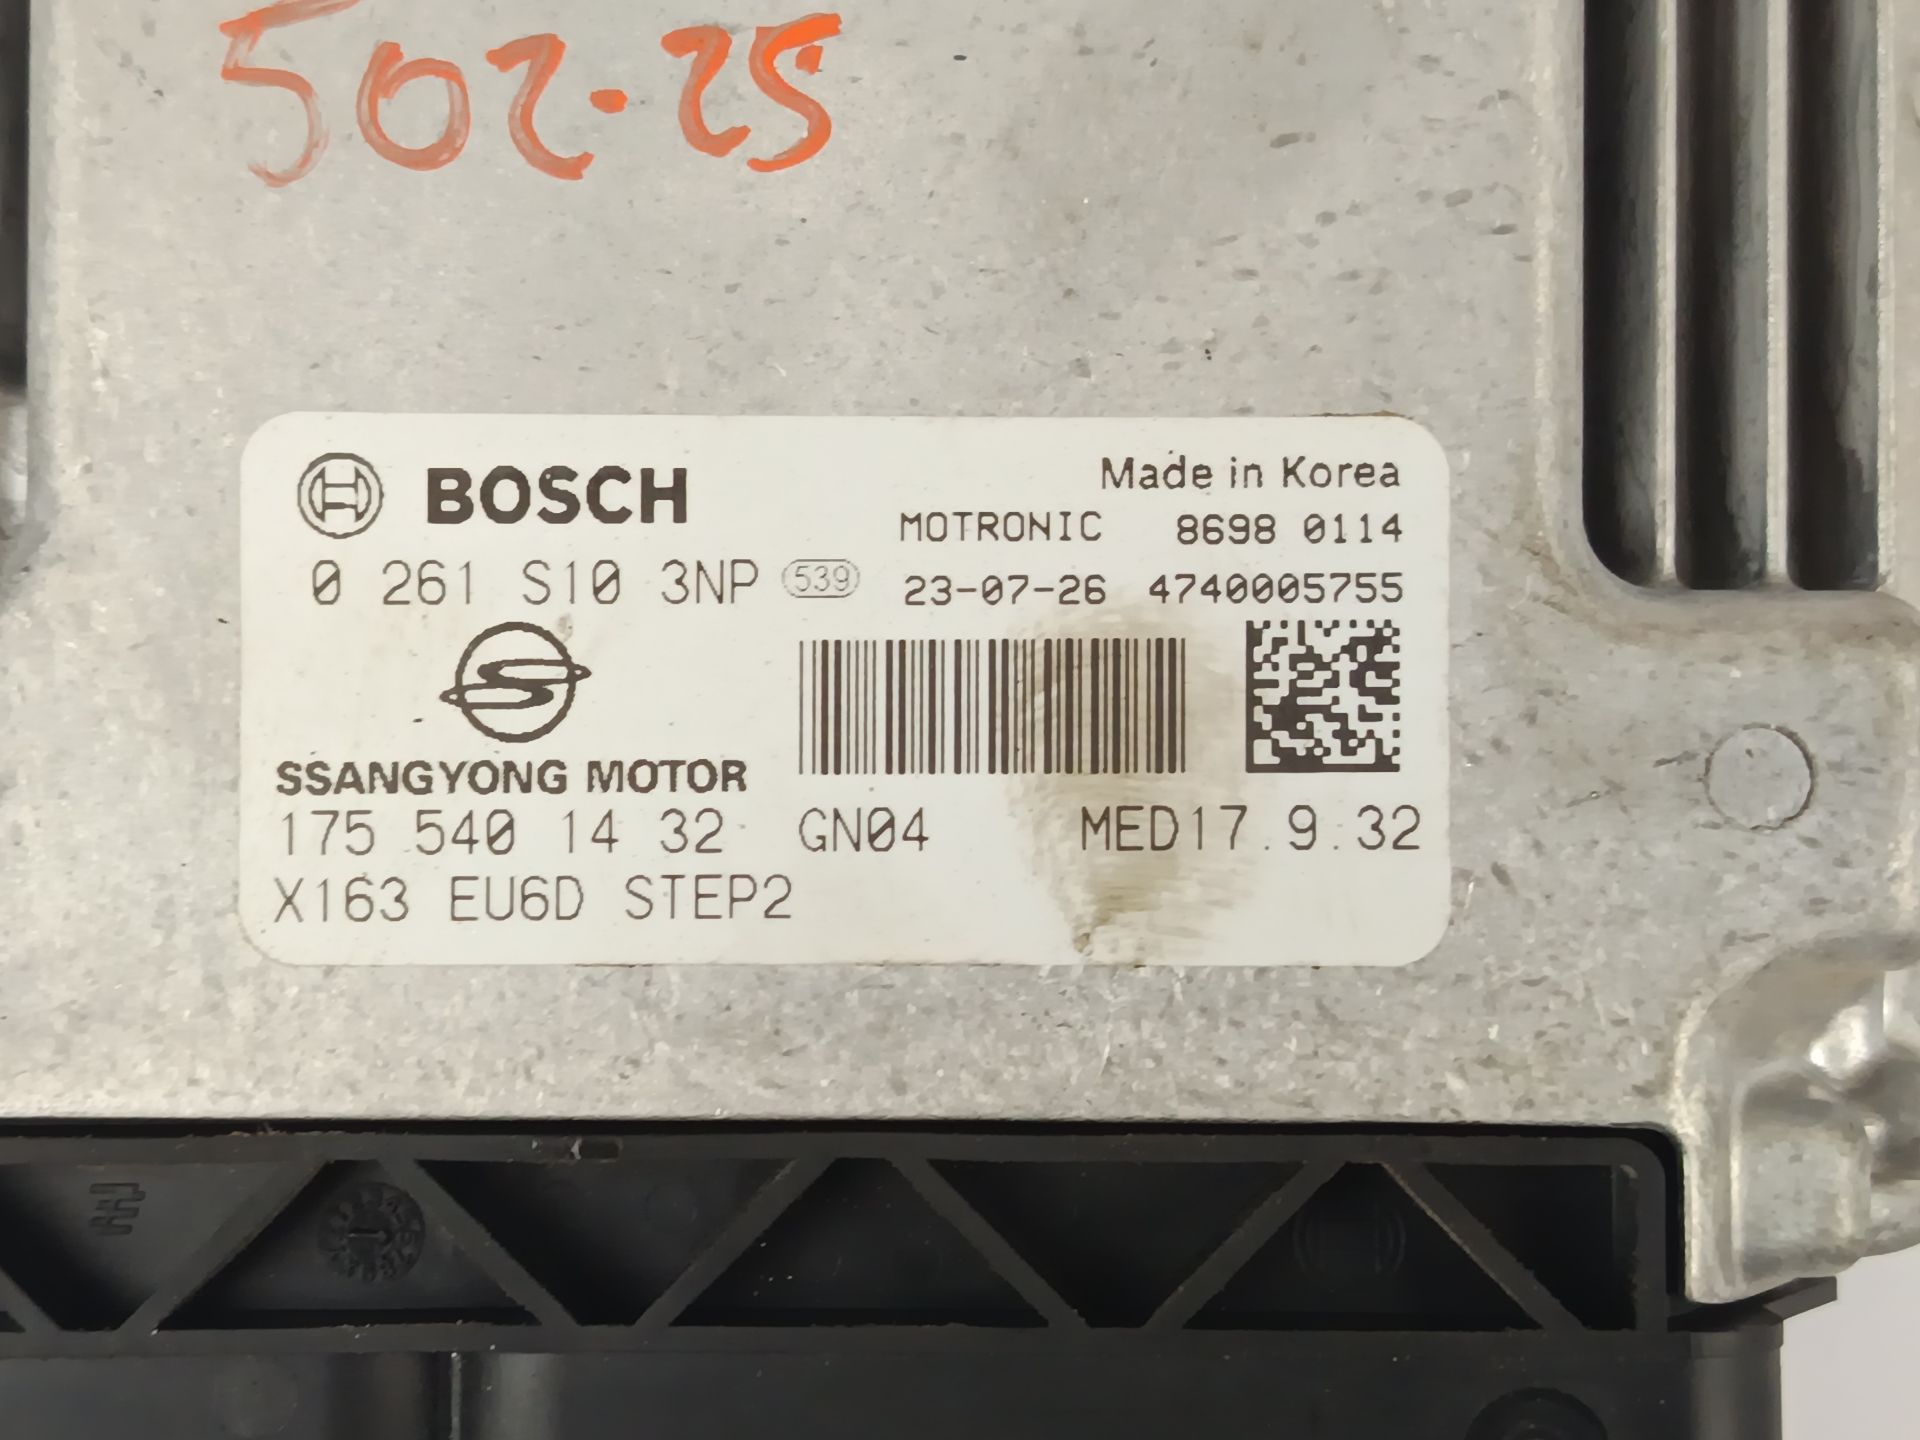 502-25
BOSCH
Made in Korea
MOTRONIC 8698 0114
0 261 S10 3NP 539
23-07-26 4740005755
SSANGYONG MOTOR
175 540 14 32 GN04 MED17.9.32
X163 EU6D STEP2